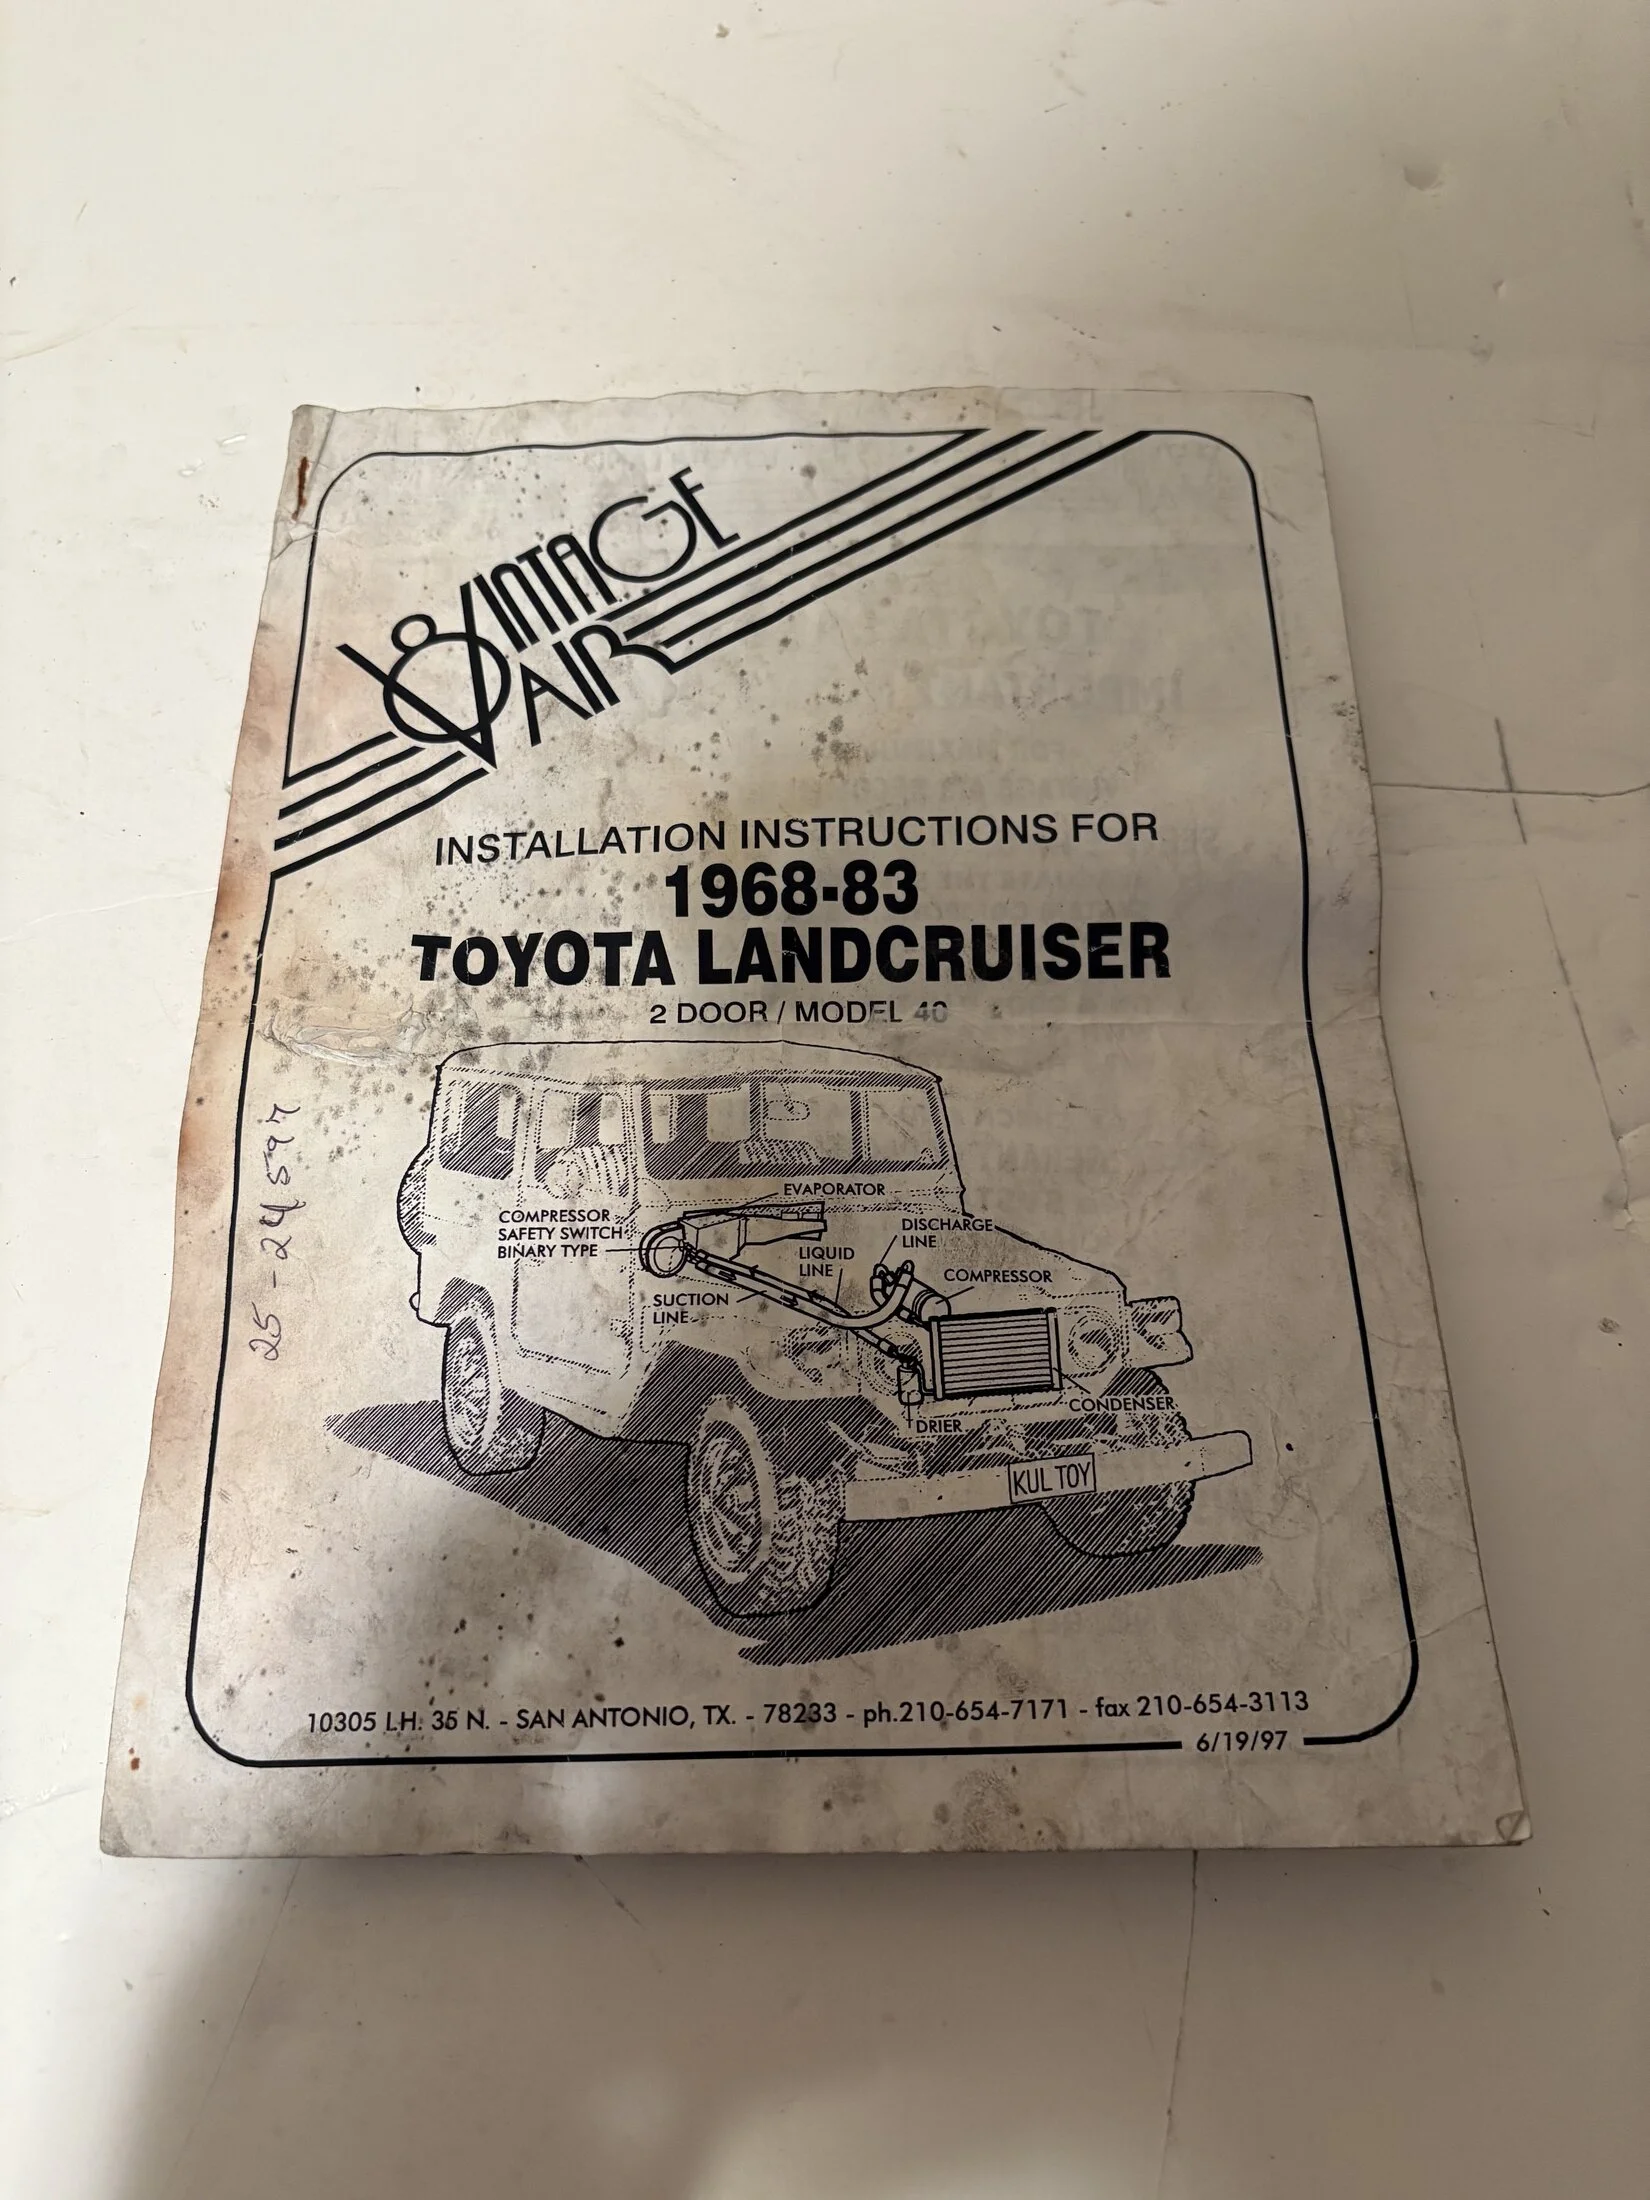 VINTAGE
AIR
INSTALLATION INSTRUCTIONS FOR
1968-83
TOYOTA LANDCRUISER
2 DOOR / MODEL 40
25-24597
EVAPORATOR
COMPRESSOR
SAFETY SWITCH
BINARY TYPE
DISCHARGE
LINE
LIQUID
LINE
COMPRESSOR
SUCTION
LINE
CONDENSER
DRIER
KUL TOY
10305 I.H. 35 N. - SAN ANTONIO, TX. - 78233 - ph.210-654-7171 - fax 210-654-3113
6/19/97